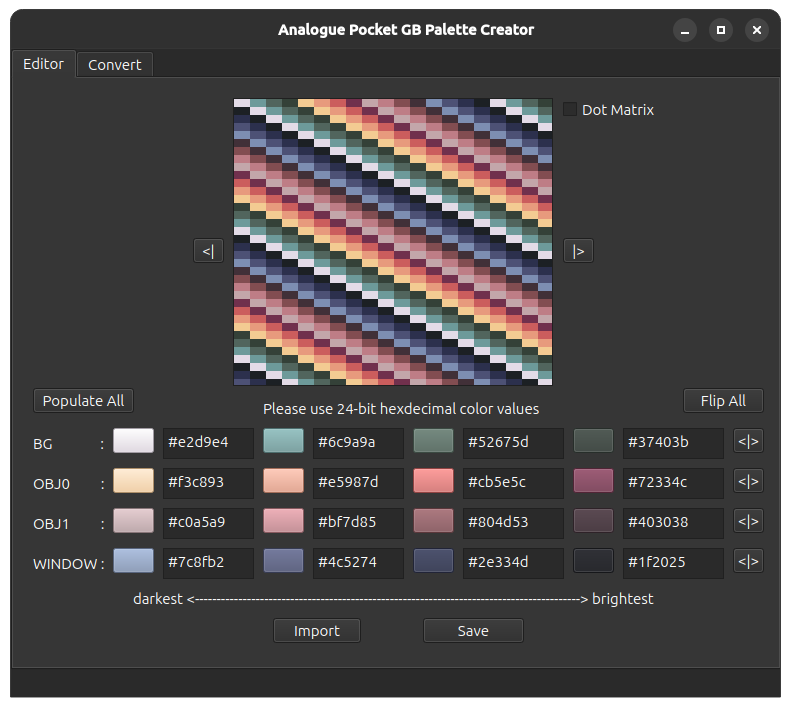 Analogue Pocket GB Palette Creator
Editor
Convert
Dot Matrix
<|
|>
Populate All
Please use 24-bit hexdecimal color values
Flip All
BG : #e2d9e4 #6c9a9a #52675d #37403b <|>
OBJ0 : #f3c893 #e5987d #cb5e5c #72334c <|>
OBJ1 : #c0a5a9 #bf7d85 #804d53 #403038 <|>
WINDOW : #7c8fb2 #4c5274 #2e334d #1f2025 <|>
darkest <------------------------------------------------------------------------------------------> brightest
Import
Save